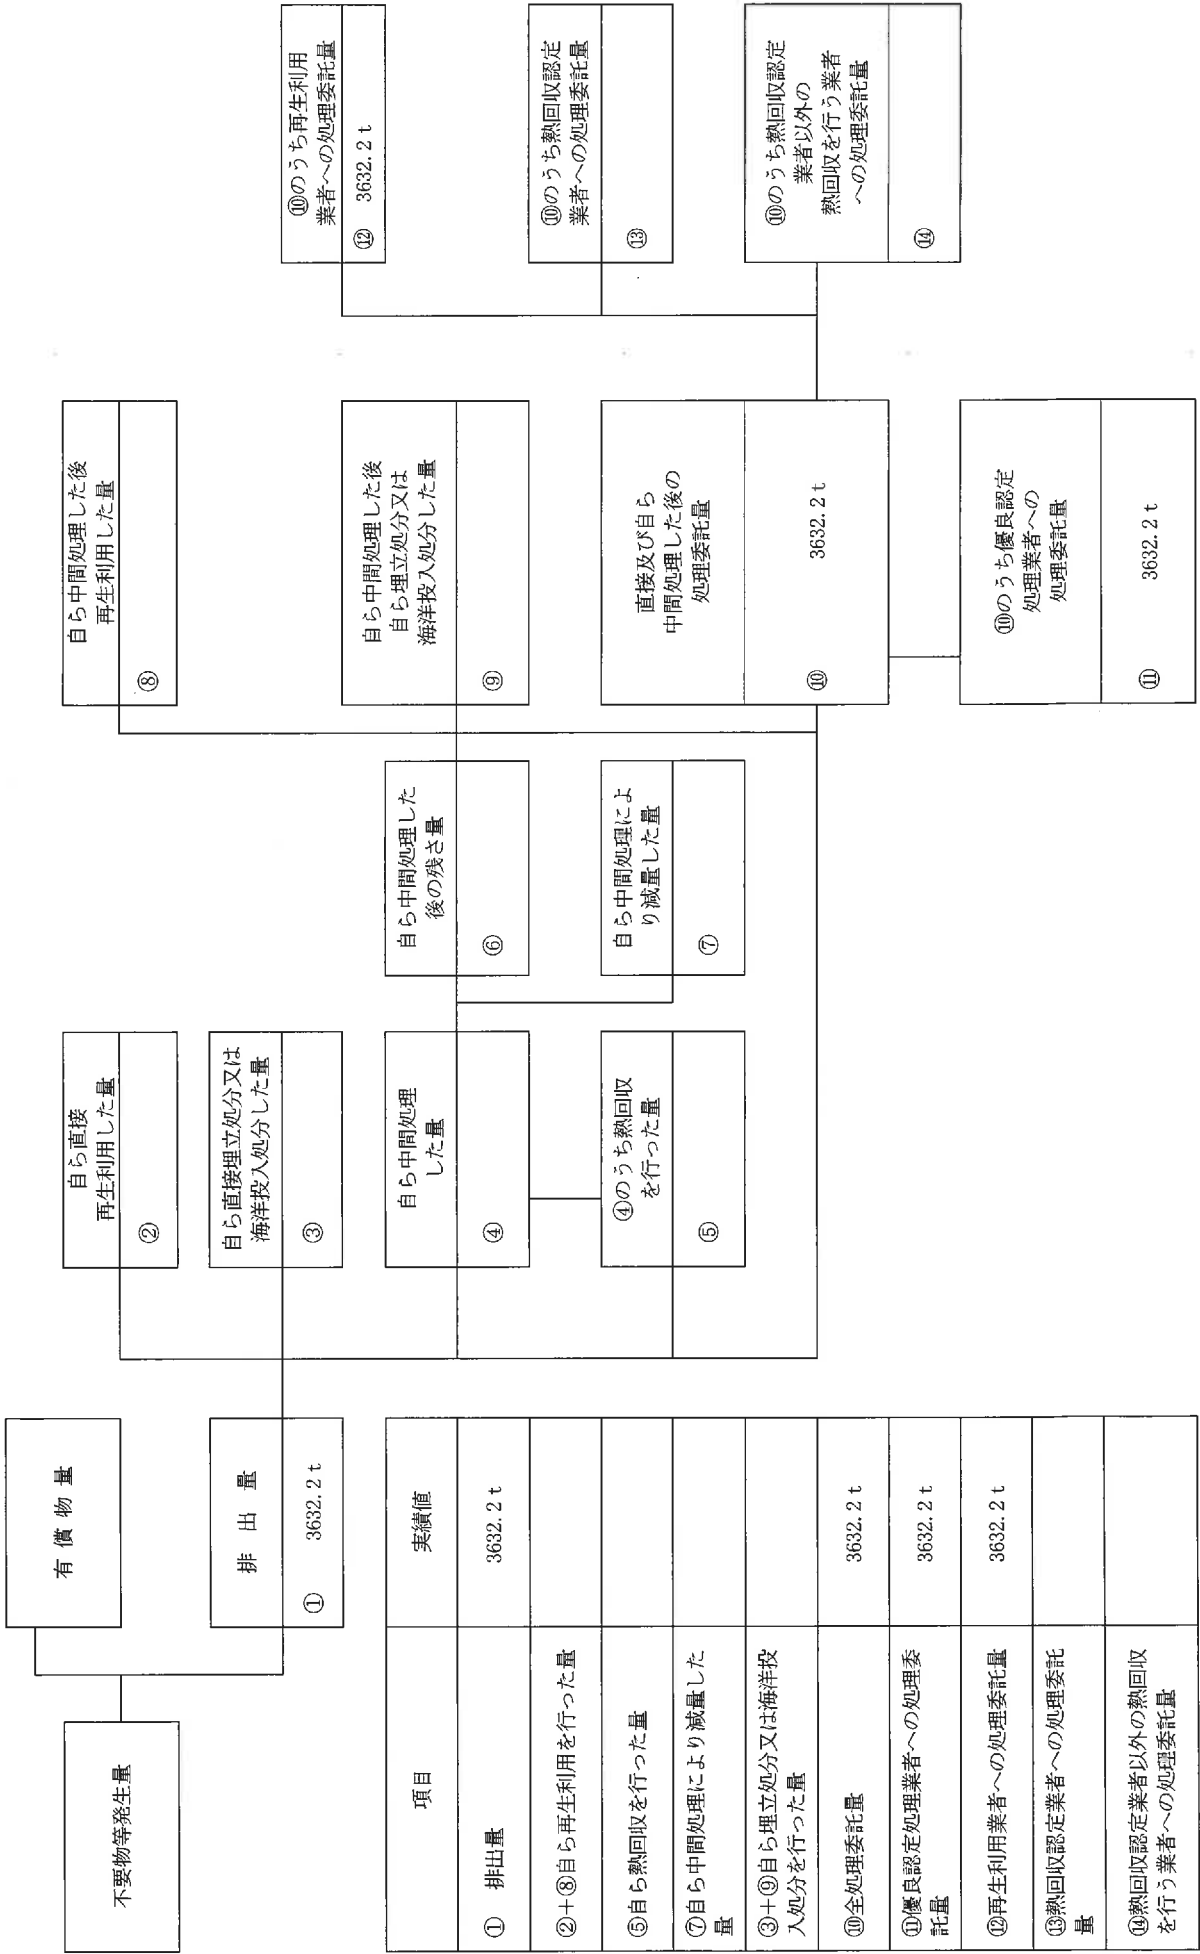 不要物等発生量
有償物量
排出量
① 3632.2 t
自ら直接
再生利用した量
②
自ら直接埋立処分又は
海洋投入処分した量
③
自ら中間処理
した量
④
④のうち熱回収
を行った量
⑤
自ら中間処理した
後の残さ量
⑥
自ら中間処理によ
り減量した量
⑦
自ら中間処理した後
再生利用した量
⑧
自ら中間処理した後
自ら埋立処分又は
海洋投入処分した量
⑨
直接及び自ら
中間処理した後の
処理委託量
⑩ 3632.2 t
⑩のうち優良認定
処理業者への
処理委託量
⑪ 3632.2 t
⑩のうち再生利用
業者への処理委託量
⑫ 3632.2 t
⑩のうち熱回収認定
業者への処理委託量
⑬
⑩のうち熱回収認定
業者以外の
熱回収を行う業者
への処理委託量
⑭
項目 実績値
① 排出量 3632.2 t
②+⑧自ら再生利用を行った量
⑤自ら熱回収を行った量
⑦自ら中間処理により減量した
量
③+⑨自ら埋立処分又は海洋投
入処分を行った量
⑩全処理委託量 3632.2 t
⑪優良認定処理業者への処理委
託量 3632.2 t
⑫再生利用業者への処理委託量 3632.2 t
⑬熱回収認定業者への処理委託
量
⑭熱回収認定業者以外の熱回収
を行う業者への処理委託量